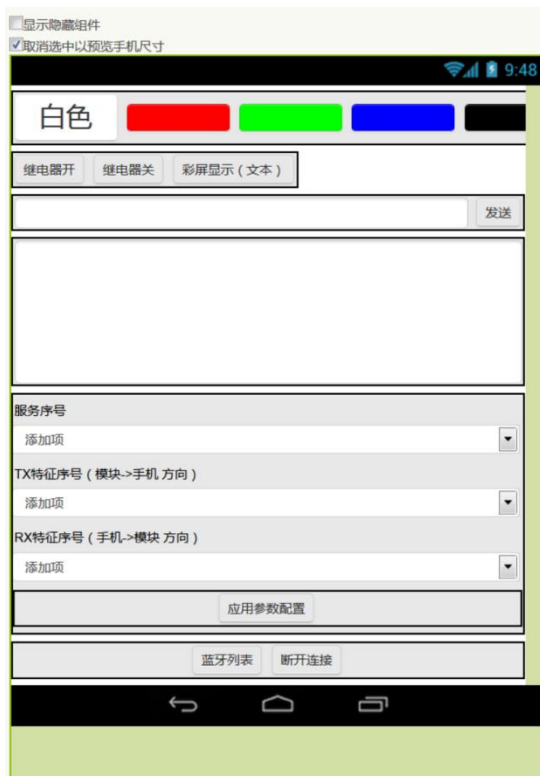 显示隐藏组件
取消选中以预览手机尺寸
9:48
白色
继电器开 继电器关 彩屏显示（文本）
发送
服务序号
添加项
TX特征序号（模块->手机 方向）
添加项
RX特征序号（手机->模块 方向）
添加项
应用参数配置
蓝牙列表 断开连接